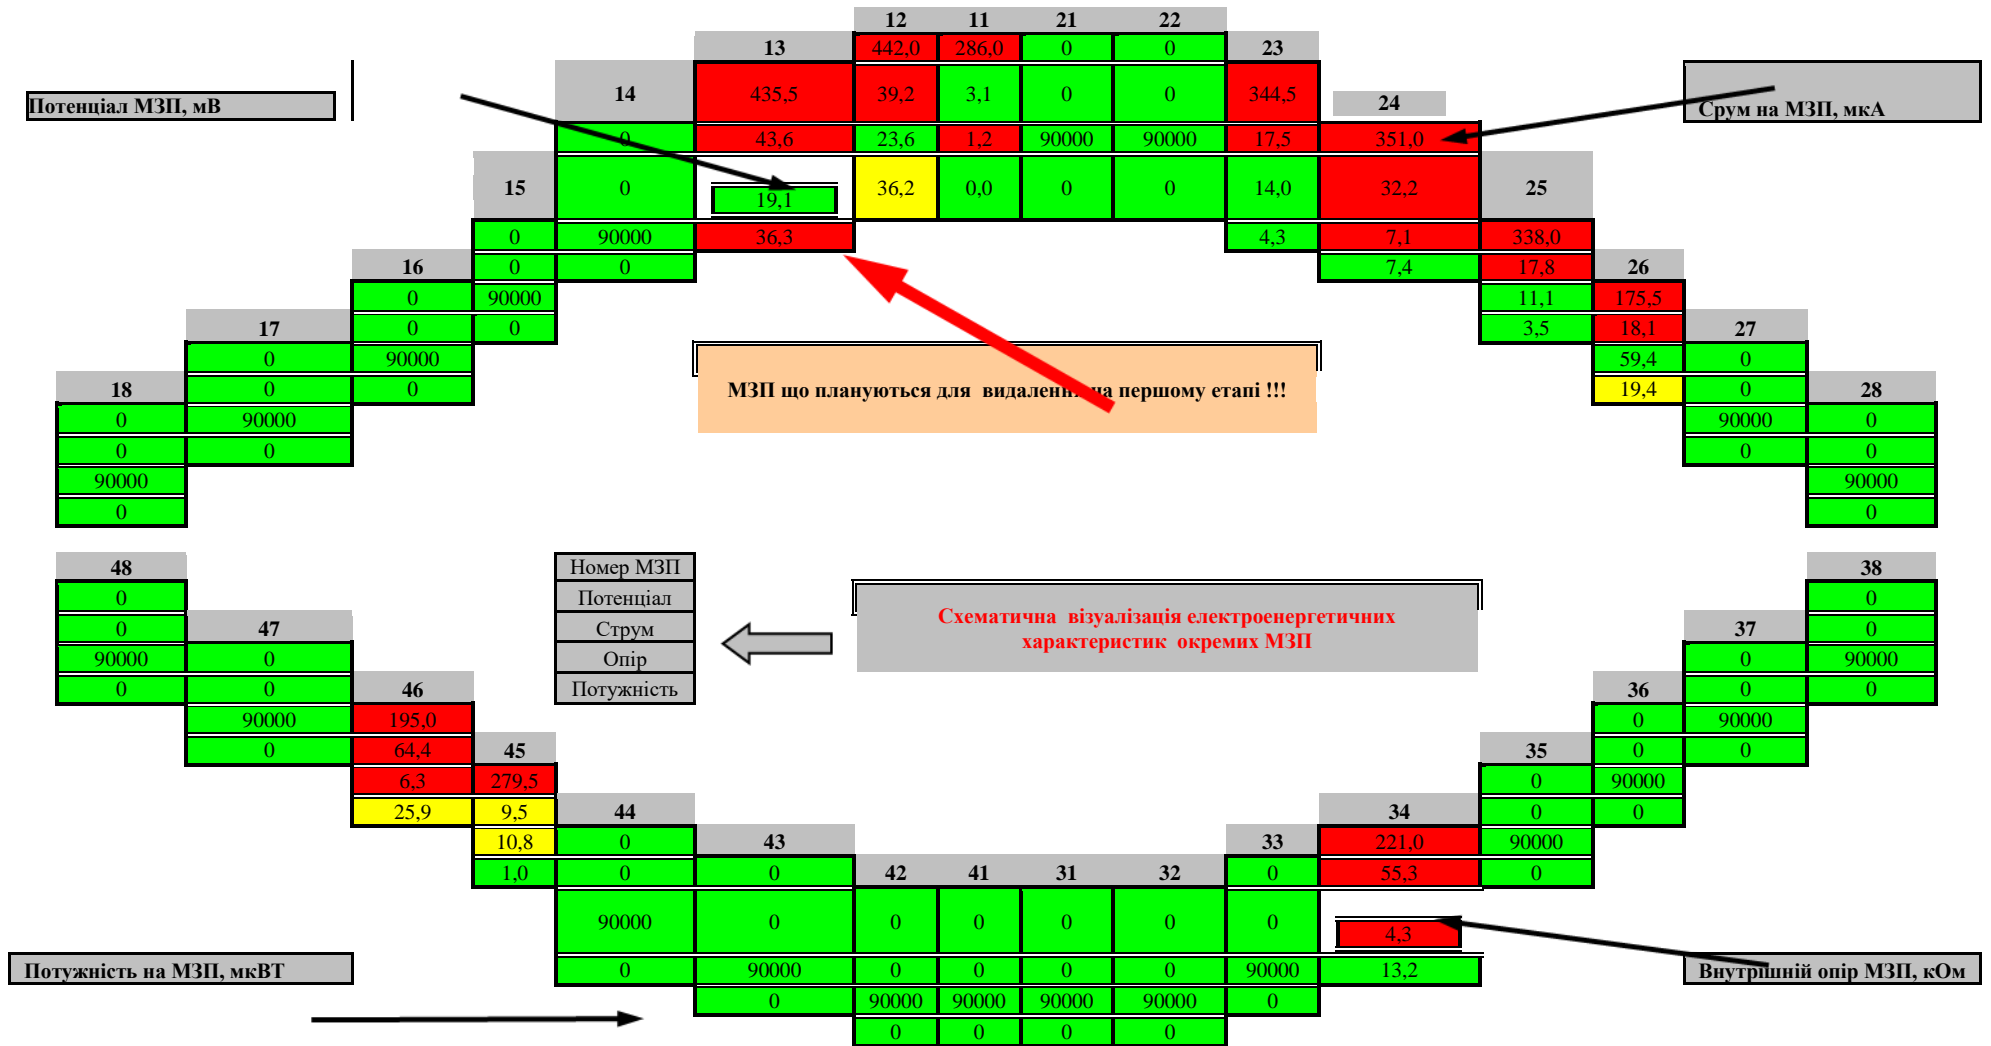 12 11 21 22
13 442,0 286,0 0 0 23
14 435,5 39,2 3,1 0 0 344,5 24
Потенціал МЗП, мВ
Срум на МЗП, мкА
0 43,6 23,6 1,2 90000 90000 17,5 351,0
15 0 19,1 36,2 0,0 0 0 14,0 32,2 25
0 90000 36,3 4,3 7,1 338,0
16 0 0 7,4 17,8 26
0 90000 11,1 175,5
17 0 0 3,5 18,1 27
0 90000 59,4 0
18 0 0 МЗП що плануються для видалення на першому етапі !!! 19,4 0 28
0 90000 90000 0
0 0 0 0
90000 90000
0 0
48 Номер МЗП 38
0 Потенціал 0
0 47 Струм Схематична візуалізація електроенергетичних 37 0
характеристик окремих МЗП
90000 0 Опір 0 90000
0 0 46 Потужність 36 0 0
90000 195,0 0 90000
0 64,4 45 35 0 0
6,3 279,5 0 90000
25,9 9,5 44 34 0 0
10,8 0 43 33 221,0 90000
1,0 0 0 42 41 31 32 0 55,3 0
90000 0 0 0 0 0 0 4,3
Потужність на МЗП, мкВТ 0 90000 0 0 0 0 90000 13,2 Внутрішній опір МЗП, кОм
0 90000 90000 90000 90000 0
0 0 0 0